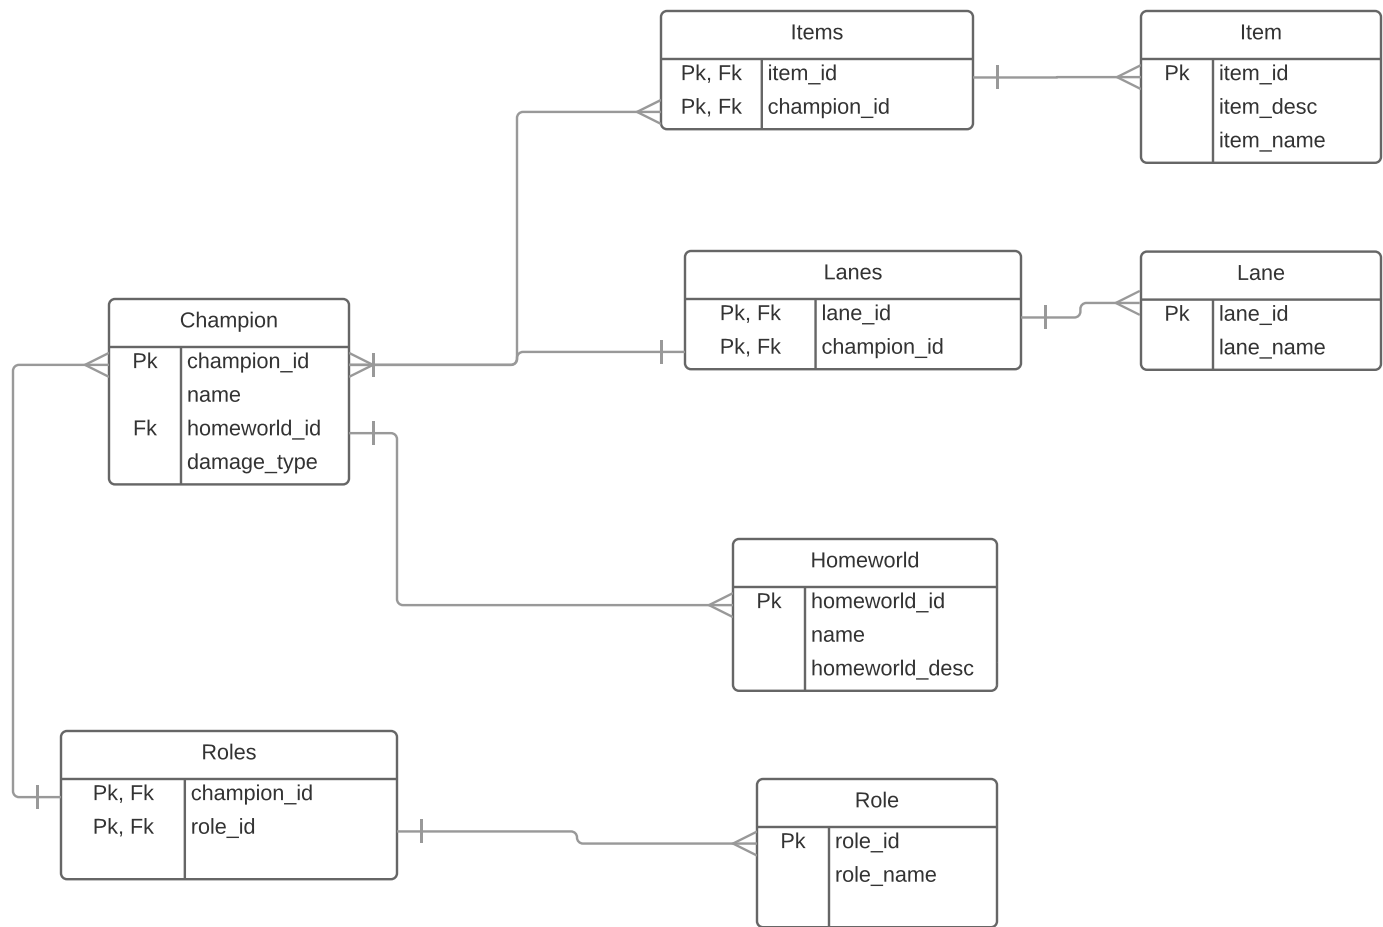 Items
Pk, Fk item_id
Pk, Fk champion_id
Item
Pk item_id
item_desc
item_name
Lanes
Pk, Fk lane_id
Pk, Fk champion_id
Lane
Pk lane_id
lane_name
Champion
Pk champion_id
name
Fk homeworld_id
damage_type
Homeworld
Pk homeworld_id
name
homeworld_desc
Roles
Pk, Fk champion_id
Pk, Fk role_id
Role
Pk role_id
role_name